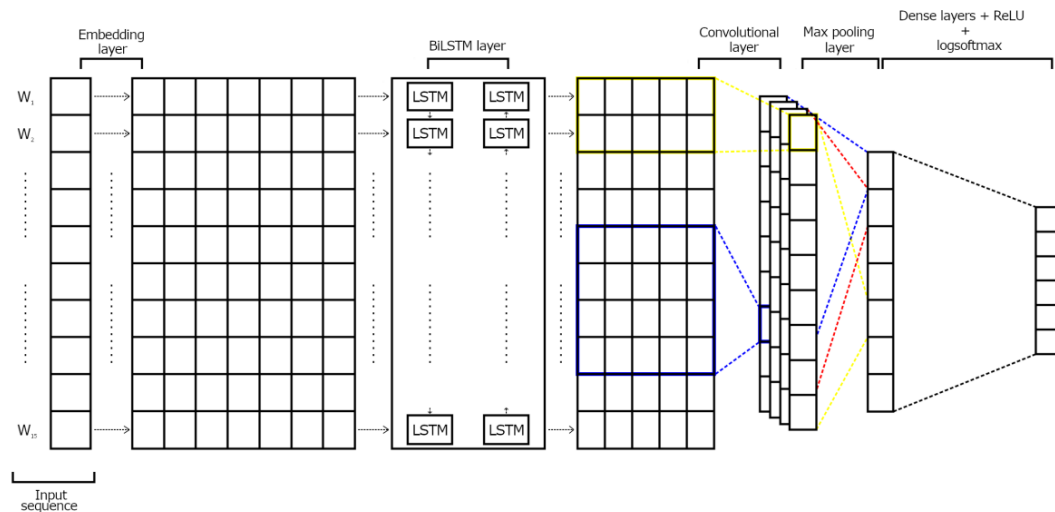 Embedding
layer
BiLSTM layer
Convolutional
layer
Max pooling
layer
Dense layers + ReLU
+
logsoftmax
W₁
LSTM LSTM
W₂
LSTM LSTM
W₁₅
LSTM LSTM
Input
sequence